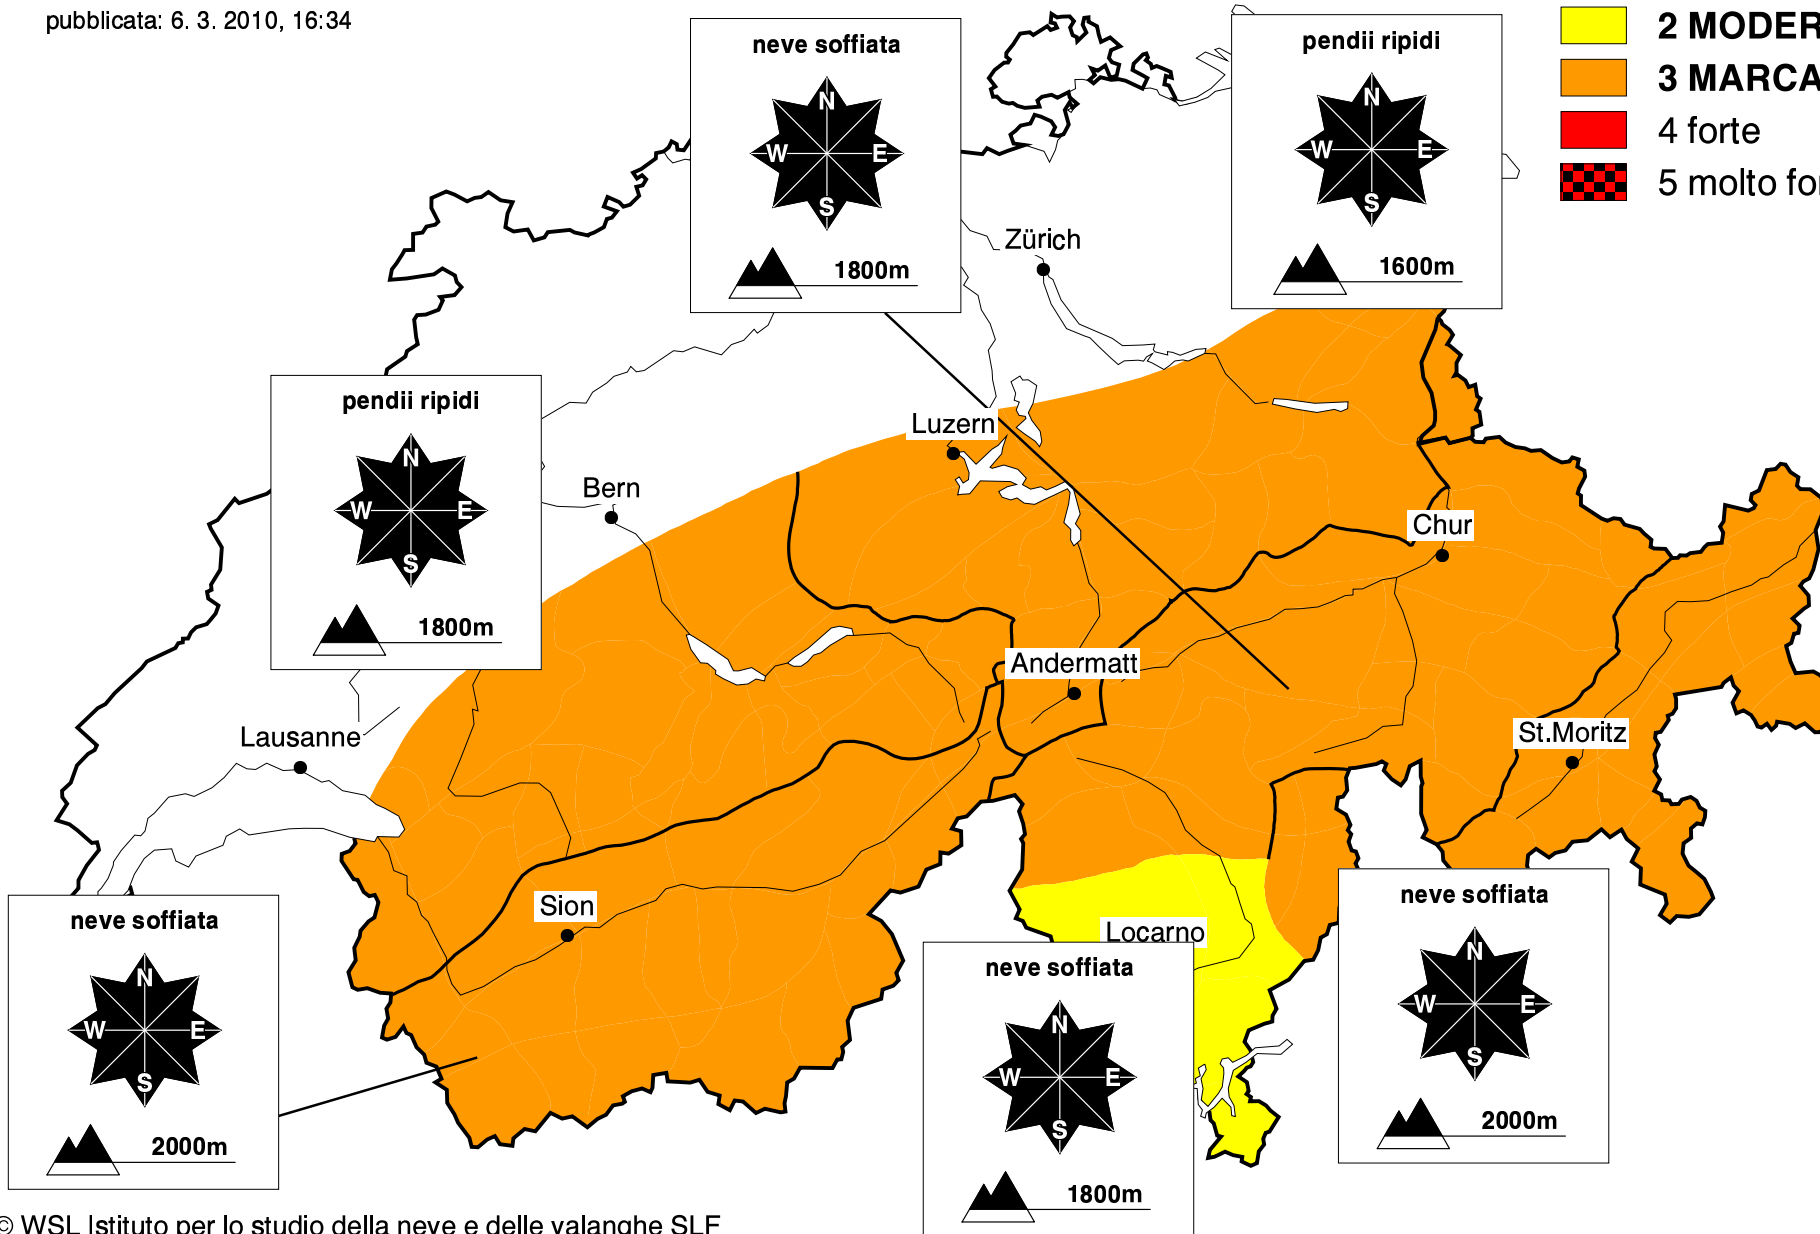 pubblicata: 6. 3. 2010, 16:34
2 MODER
3 MARCA
4 forte
5 molto for
neve soffiata
N
W E
S
1800m
pendii ripidi
N
W E
S
1600m
Zürich
pendii ripidi
N
W E
S
1800m
Luzern
Bern
Chur
Andermatt
St.Moritz
Lausanne
Sion
Locarno
neve soffiata
N
W E
S
2000m
neve soffiata
N
W E
S
1800m
neve soffiata
N
W E
S
2000m
© WSL Istituto per lo studio della neve e delle valanghe SLF